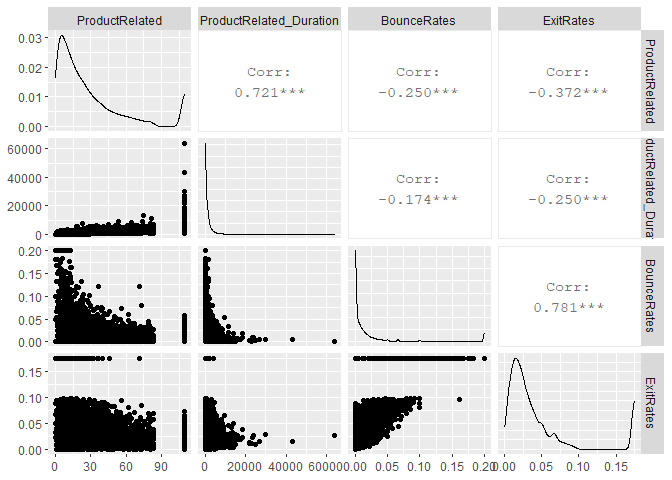 ProductRelated
ProductRelated_Duration
BounceRates
ExitRates
0.03
0.02
0.01
0.00
Corr:
0.721***
Corr:
-0.250***
Corr:
-0.372***
ProductRelated
60000
40000
20000
0
Corr:
-0.174***
Corr:
-0.250***
ductRelated_Dura
0.20
0.15
0.10
0.05
0.00
Corr:
0.781***
BounceRates
0.15
0.10
0.05
0.00
ExitRates
0 30 60 90
0 20000 40000 60000
0.00 0.05 0.10 0.15 0.20
0.00 0.05 0.10 0.15